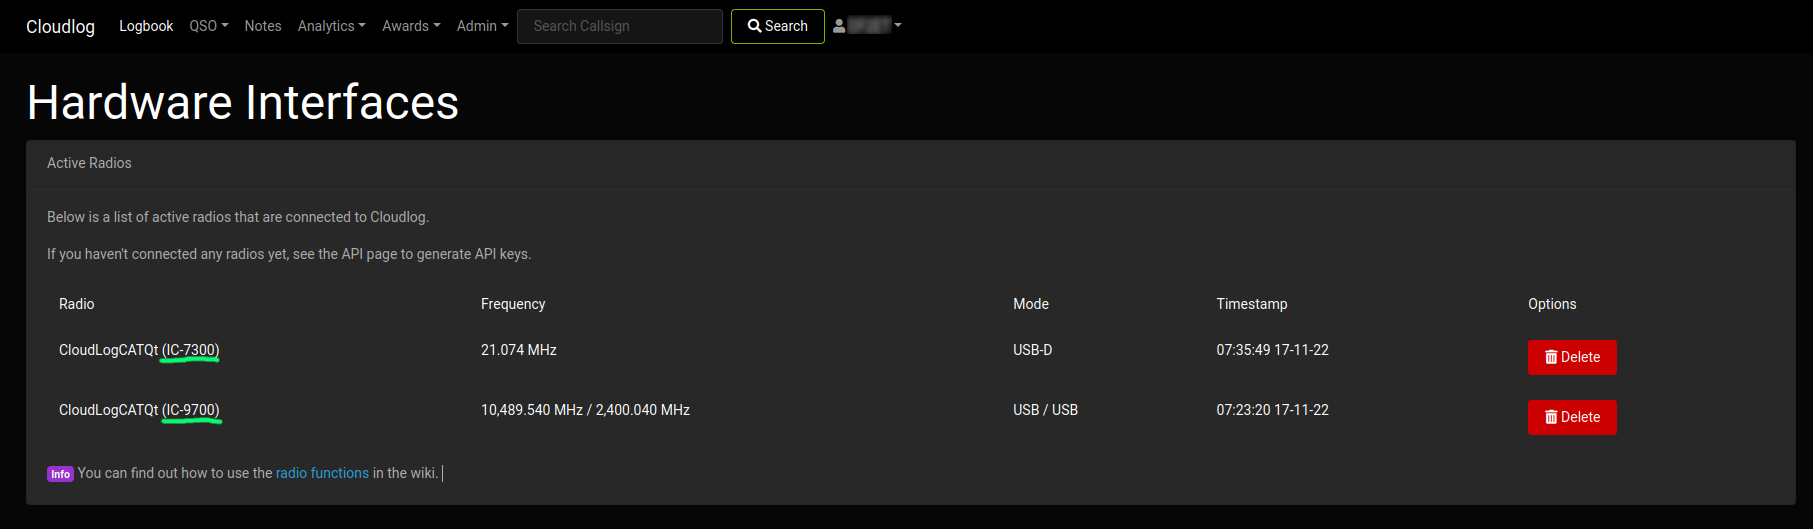 Cloudlog Logbook QSO Notes Analytics Awards Admin Search Callsign Search
Hardware Interfaces
Active Radios
Below is a list of active radios that are connected to Cloudlog.
If you haven't connected any radios yet, see the API page to generate API keys.
Radio Frequency Mode Timestamp Options
CloudLogCATQt (IC-7300) 21.074 MHz USB-D 07:35:49 17-11-22 Delete
CloudLogCATQt (IC-9700) 10,489.540 MHz / 2,400.040 MHz USB / USB 07:23:20 17-11-22 Delete
Info You can find out how to use the radio functions in the wiki.